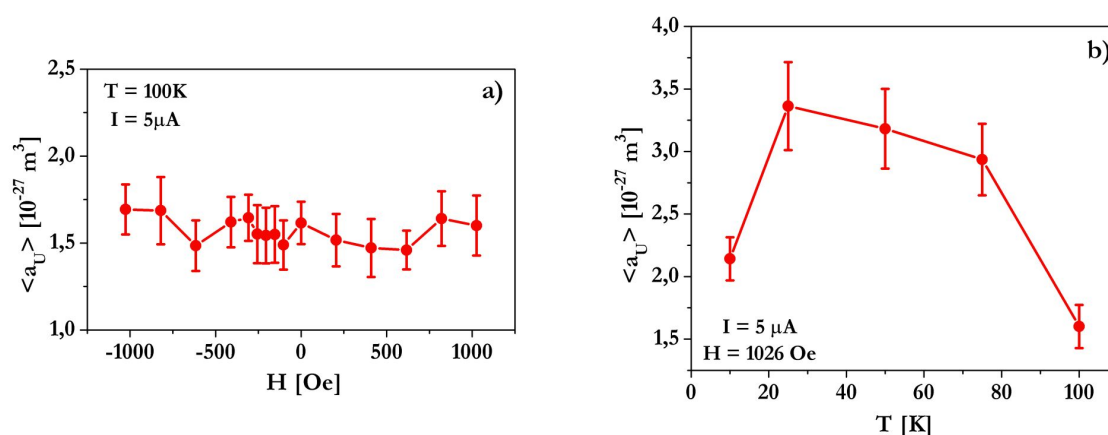 a)
T = 100K
I = 5μA
2,5
2,0
1,5
1,0
<a_U> [10^-27 m^3]
-1000 -500 0 500 1000
H [Oe]
b)
4,0
3,5
3,0
2,5
2,0
1,5
<a_U> [10^-27 m^3]
I = 5 μA
H = 1026 Oe
0 20 40 60 80 100
T [K]